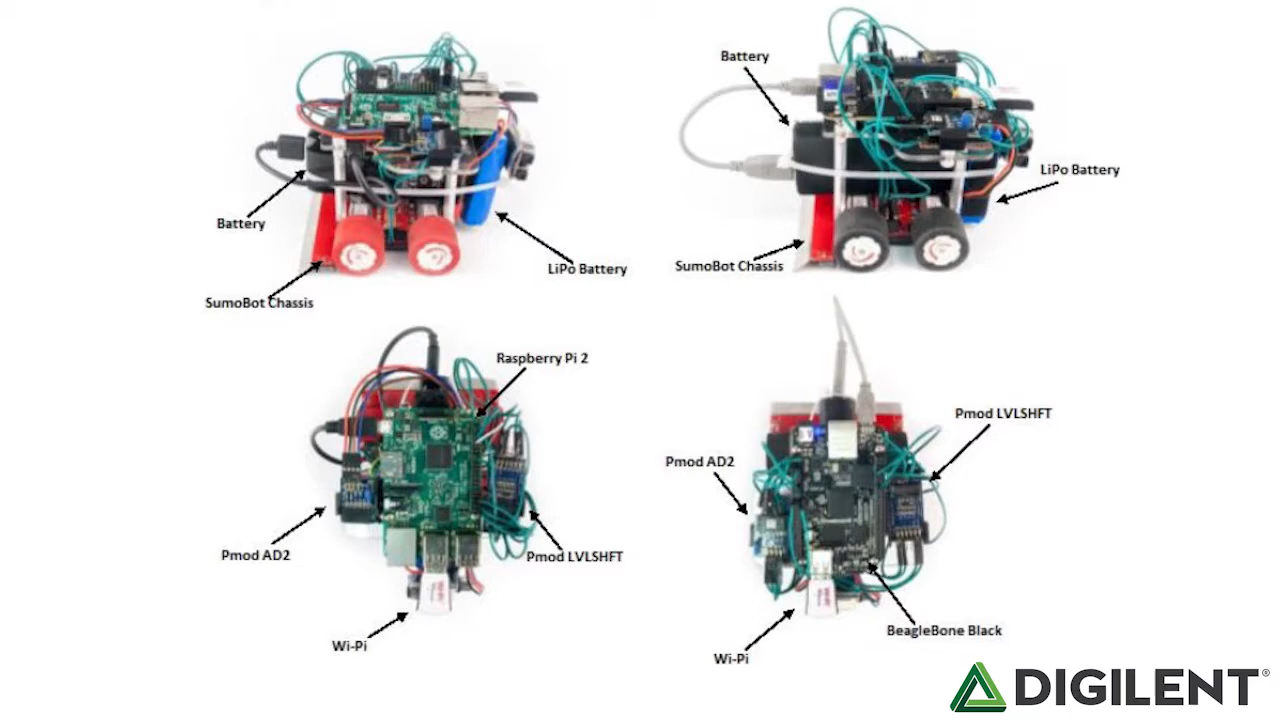 Battery
SumoBot Chassis
LiPo Battery
Battery
LiPo Battery
SumoBot Chassis
Raspberry Pi 2
Pmod AD2
Pmod LVLSHFT
Wi-Pi
Pmod LVLSHFT
Pmod AD2
BeagleBone Black
Wi-Pi
DIGILENT®